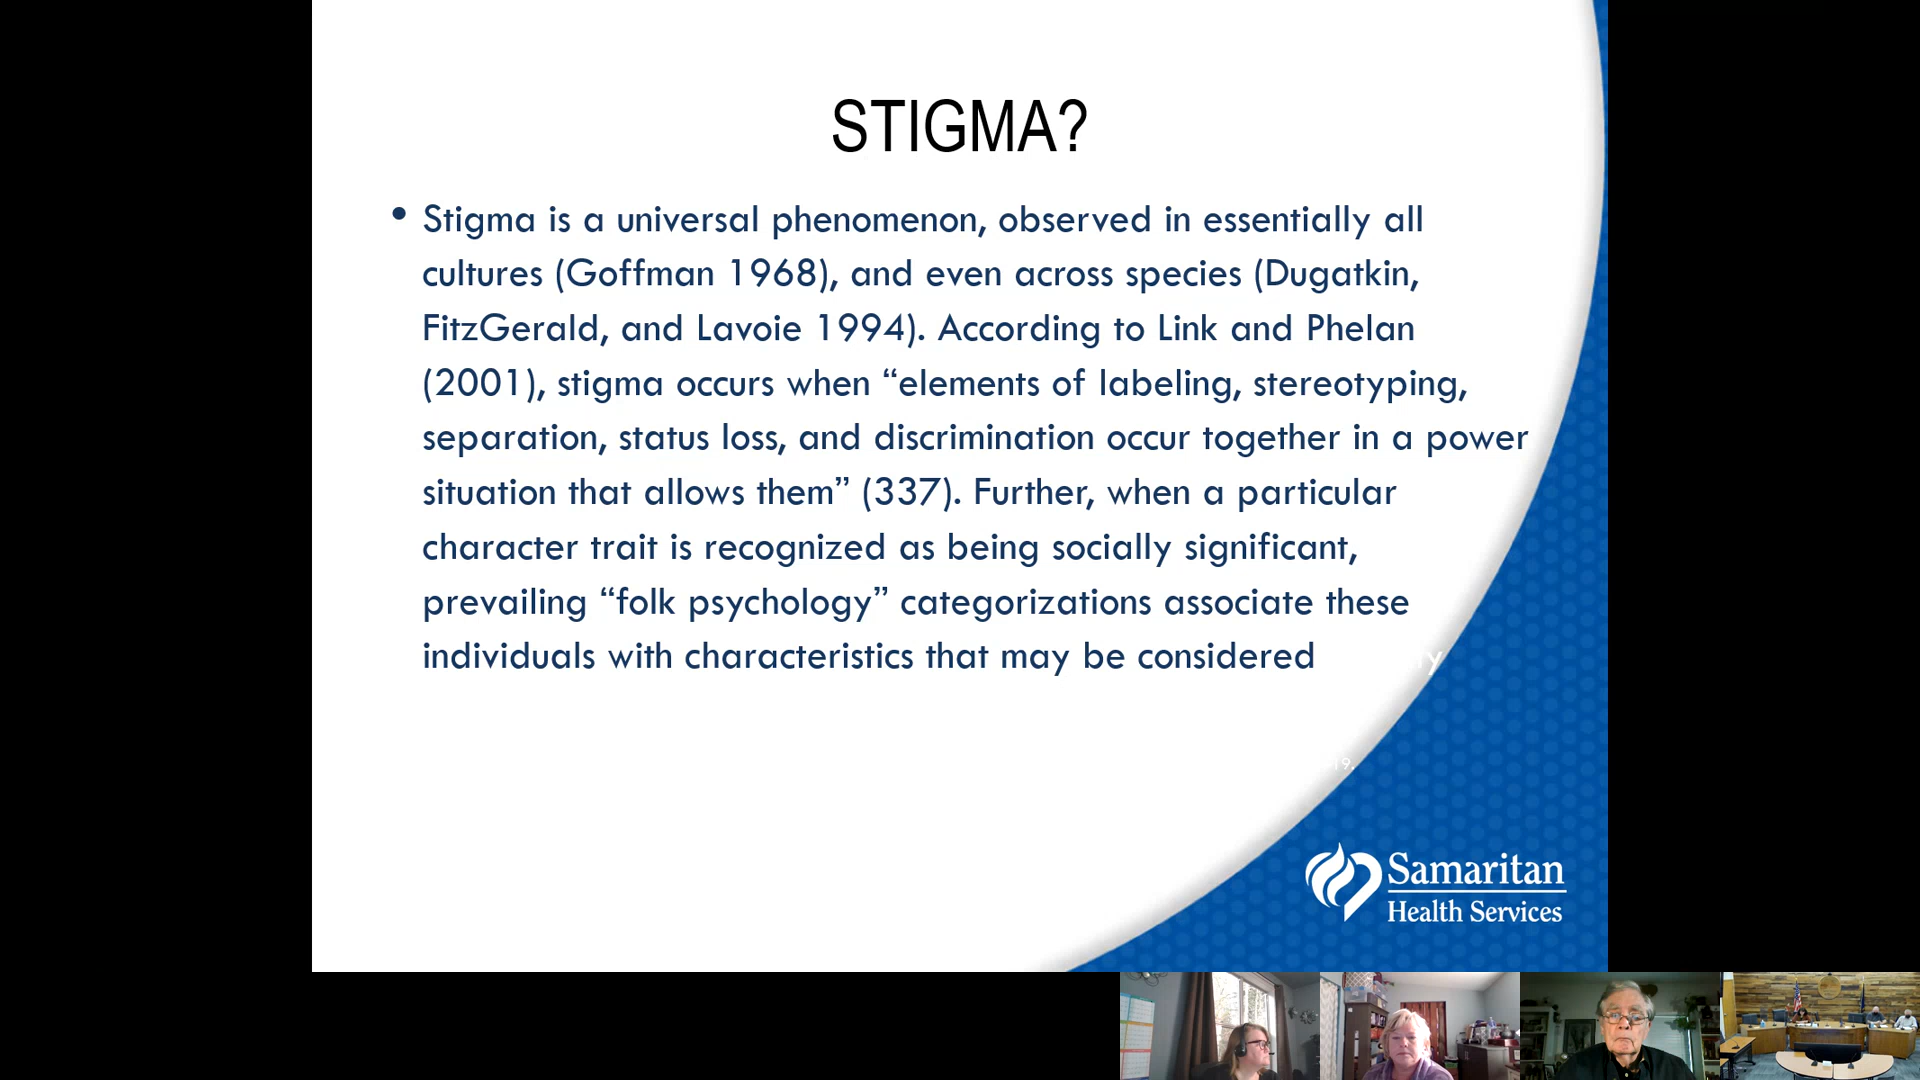 STIGMA?
• Stigma is a universal phenomenon, observed in essentially all
cultures (Goffman 1968), and even across species (Dugatkin,
FitzGerald, and Lavoie 1994). According to Link and Phelan
(2001), stigma occurs when “elements of labeling, stereotyping,
separation, status loss, and discrimination occur together in a power
situation that allows them” (337). Further, when a particular
character trait is recognized as being socially significant,
prevailing “folk psychology” categorizations associate these
individuals with characteristics that may be considered
Samaritan
Health Services